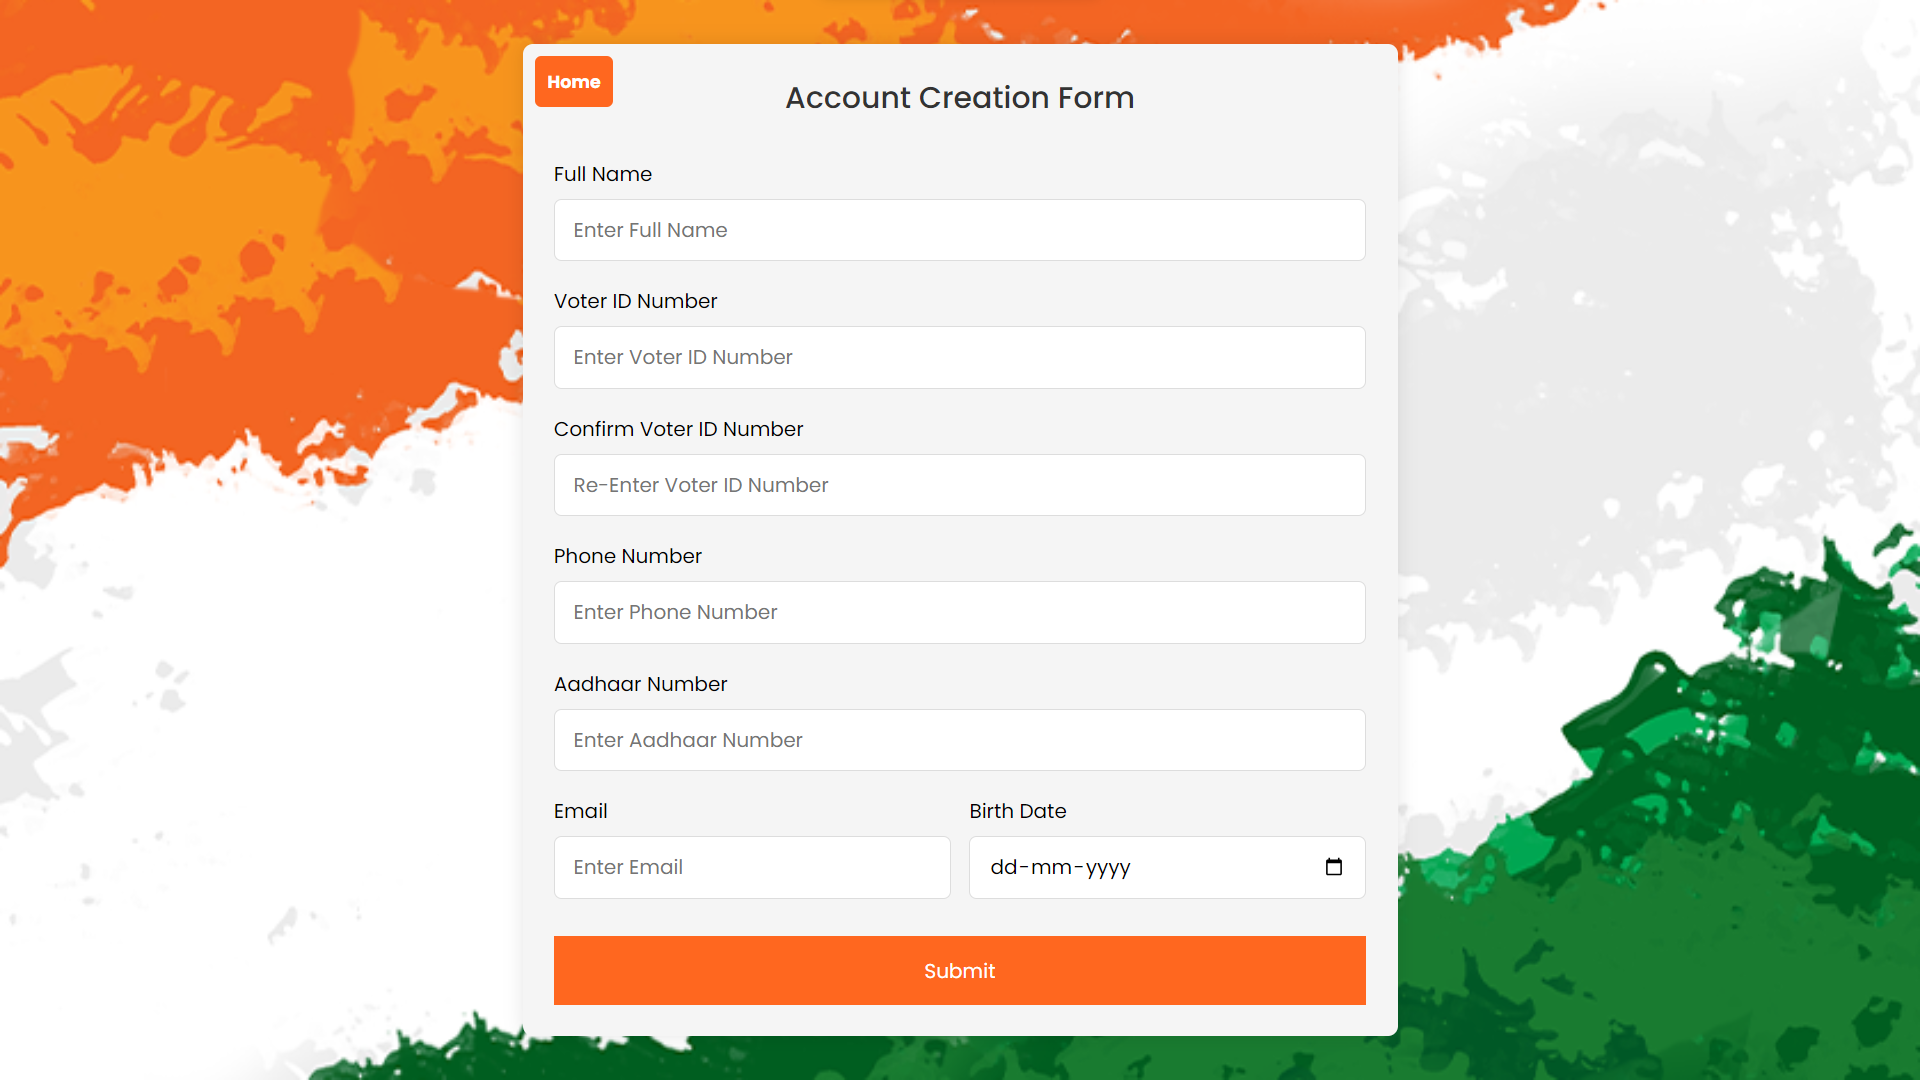 Home
Account Creation Form
Full Name
Enter Full Name
Voter ID Number
Enter Voter ID Number
Confirm Voter ID Number
Re-Enter Voter ID Number
Phone Number
Enter Phone Number
Aadhaar Number
Enter Aadhaar Number
Email
Enter Email
Birth Date
dd-mm-yyyy
Submit